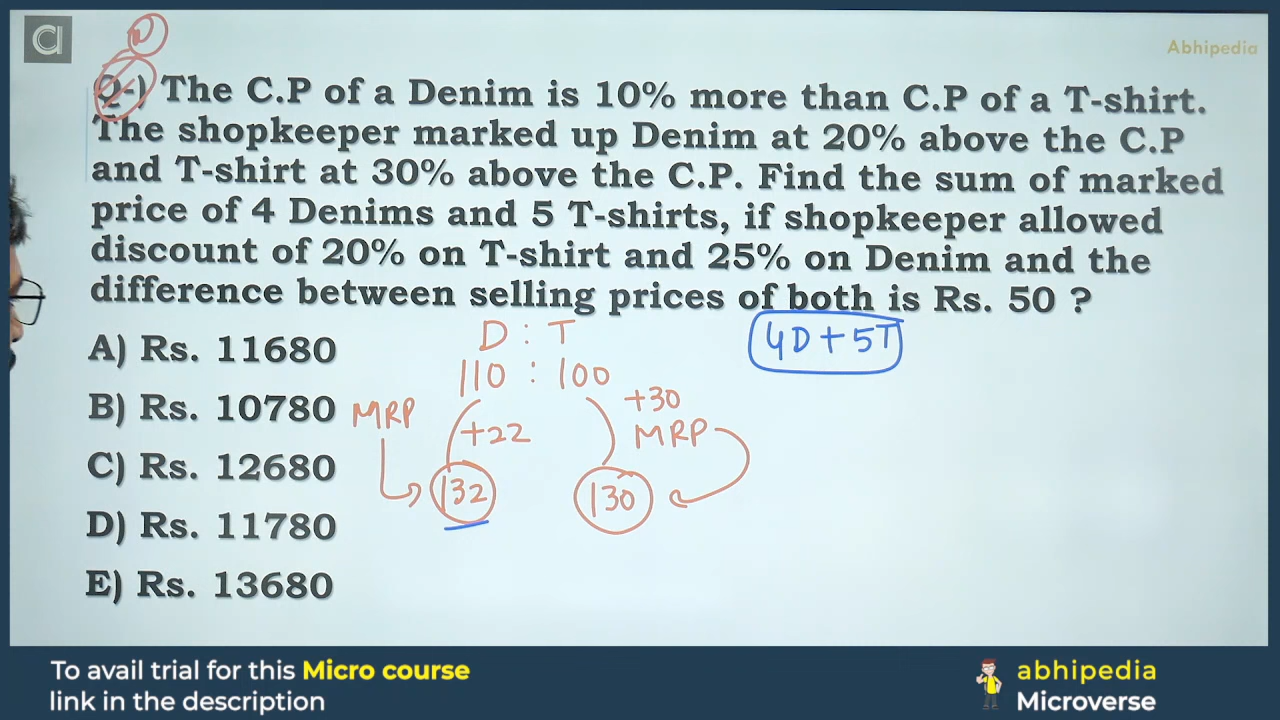 Abhipedia
Q-) The C.P of a Denim is 10% more than C.P of a T-shirt.
The shopkeeper marked up Denim at 20% above the C.P
and T-shirt at 30% above the C.P. Find the sum of marked
price of 4 Denims and 5 T-shirts, if shopkeeper allowed
discount of 20% on T-shirt and 25% on Denim and the
difference between selling prices of both is Rs. 50 ?
A) Rs. 11680
B) Rs. 10780
C) Rs. 12680
D) Rs. 11780
E) Rs. 13680
D : T
110 : 100
4D + 5T
MRP
+22
+30
MRP
132
130
To avail trial for this Micro course
link in the description
abhipedia
Microverse